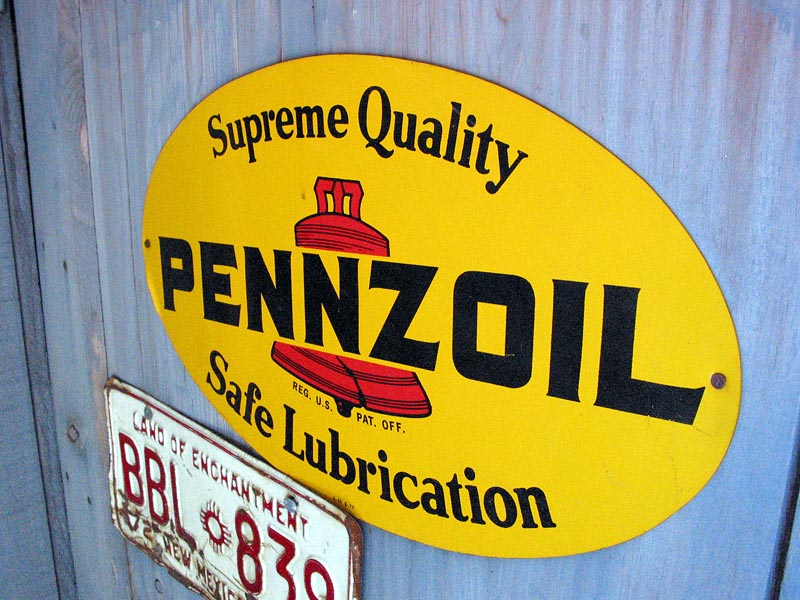 Supreme Quality
PENNZOIL
REG. U.S. PAT. OFF.
Safe Lubrication
LAND OF ENCHANTMENT
BBL 839
NEW MEXICO